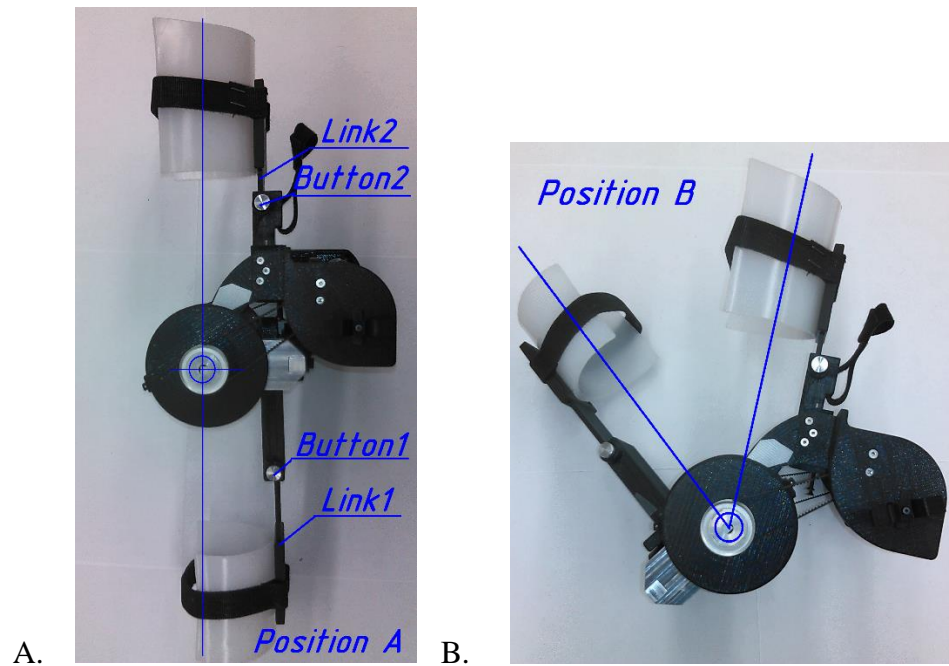 Link2
Button2
Button1
Link1
Position A
A.
Position B
B.